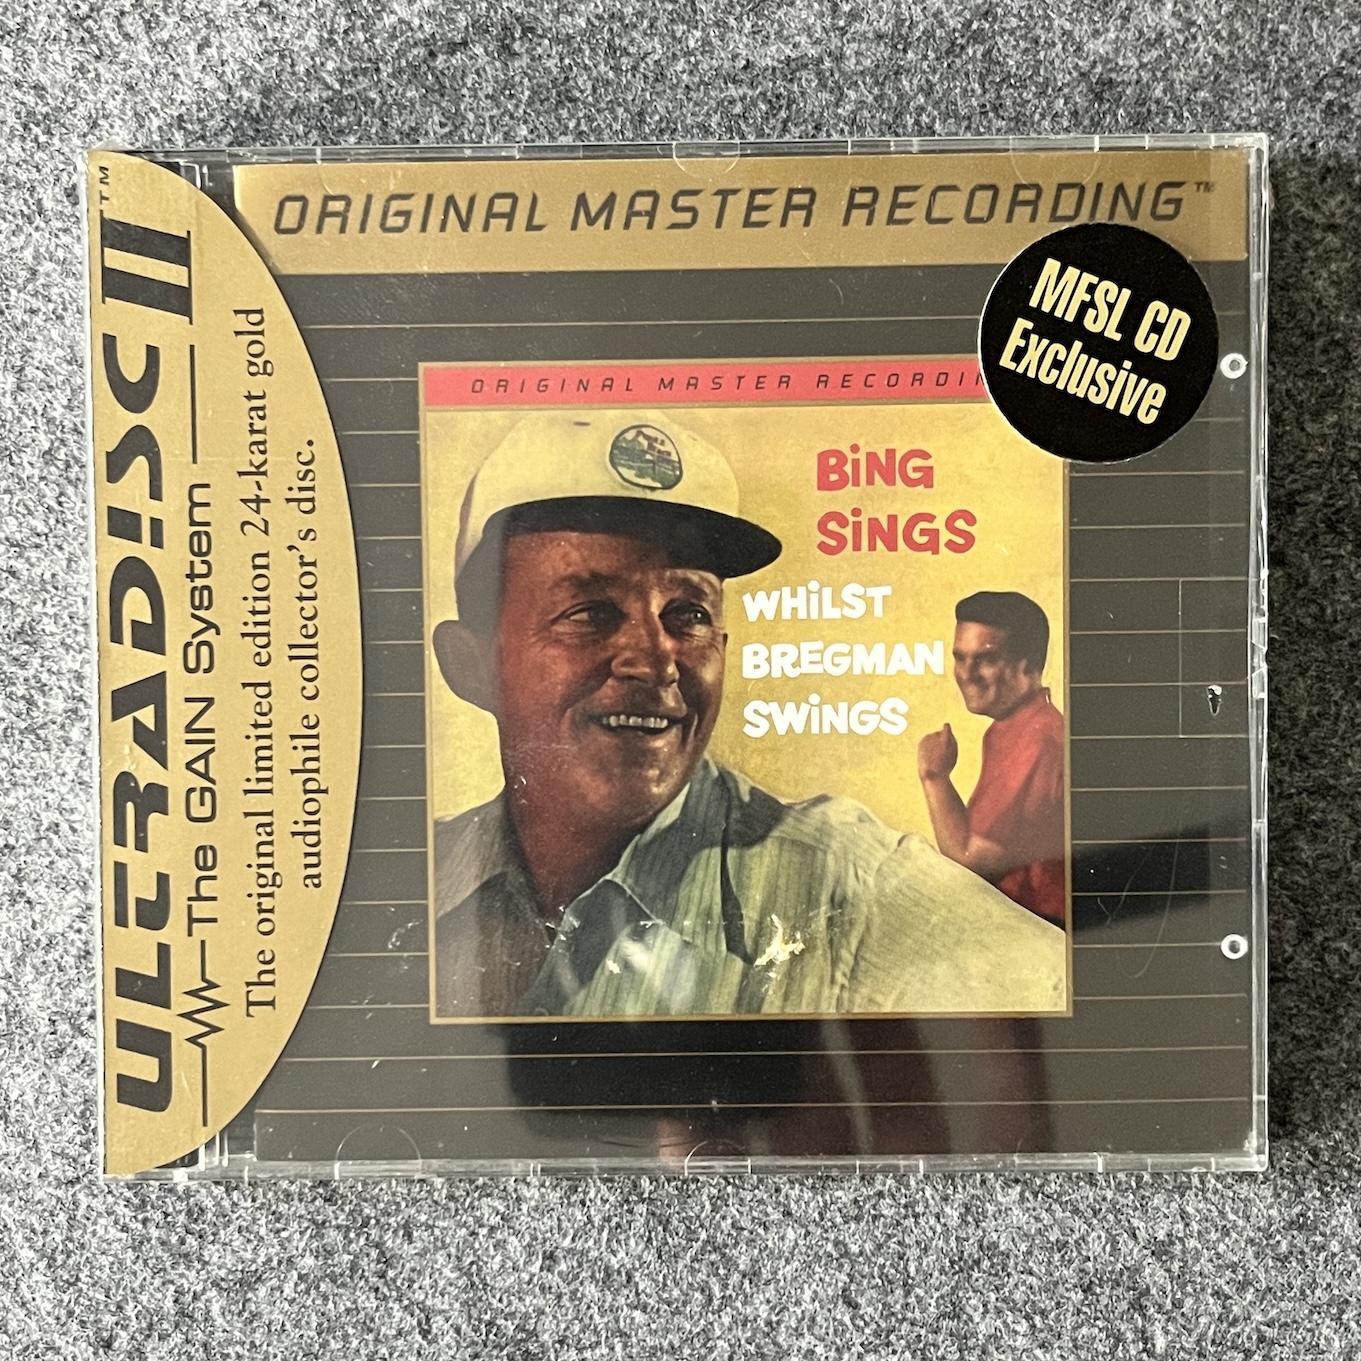 ORIGINAL MASTER RECORDING™
MFSL CD
Exclusive
ULTRADISC II™
The GAIN System
The original limited edition 24-karat gold
audiophile collector's disc.
ORIGINAL MASTER RECORDIN
BiNG
SiNGS
WHiLST
BREGMAN
SWiNGS